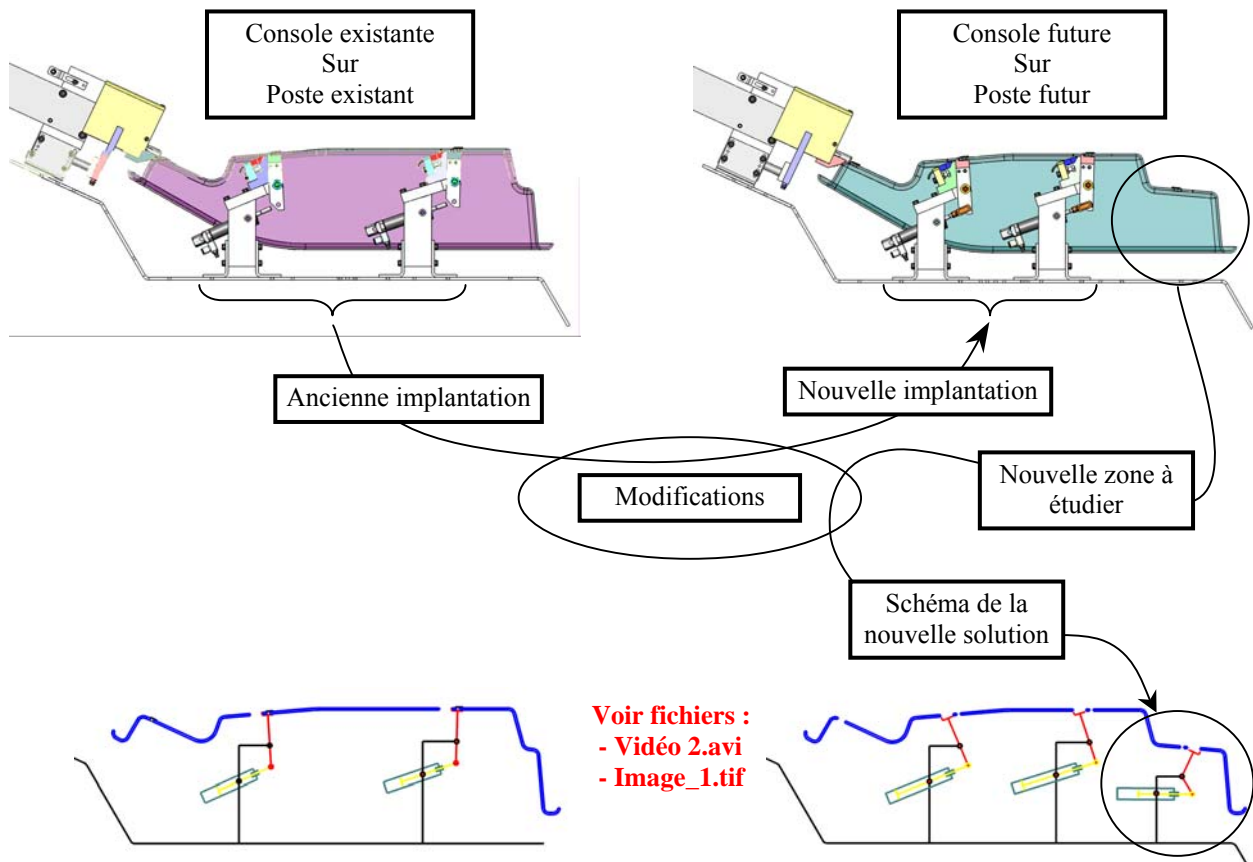 Console existante
Sur
Poste existant
Console future
Sur
Poste futur
Ancienne implantation
Nouvelle implantation
Modifications
Nouvelle zone à
étudier
Schéma de la
nouvelle solution
Voir fichiers :
- Vidéo 2.avi
- Image_1.tif